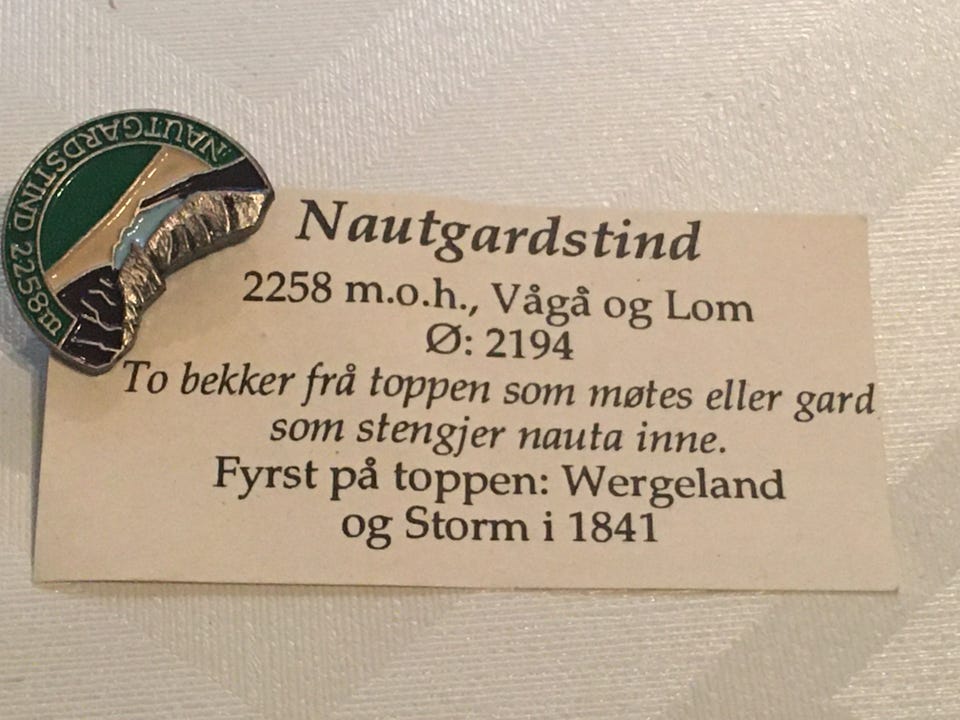 NAUTGARDSTIND 2258m
Nautgardstind
2258 m.o.h., Vågå og Lom
Ø: 2194
To bekker frå toppen som møtes eller gard
som stengjer nauta inne.
Fyrst på toppen: Wergeland
og Storm i 1841